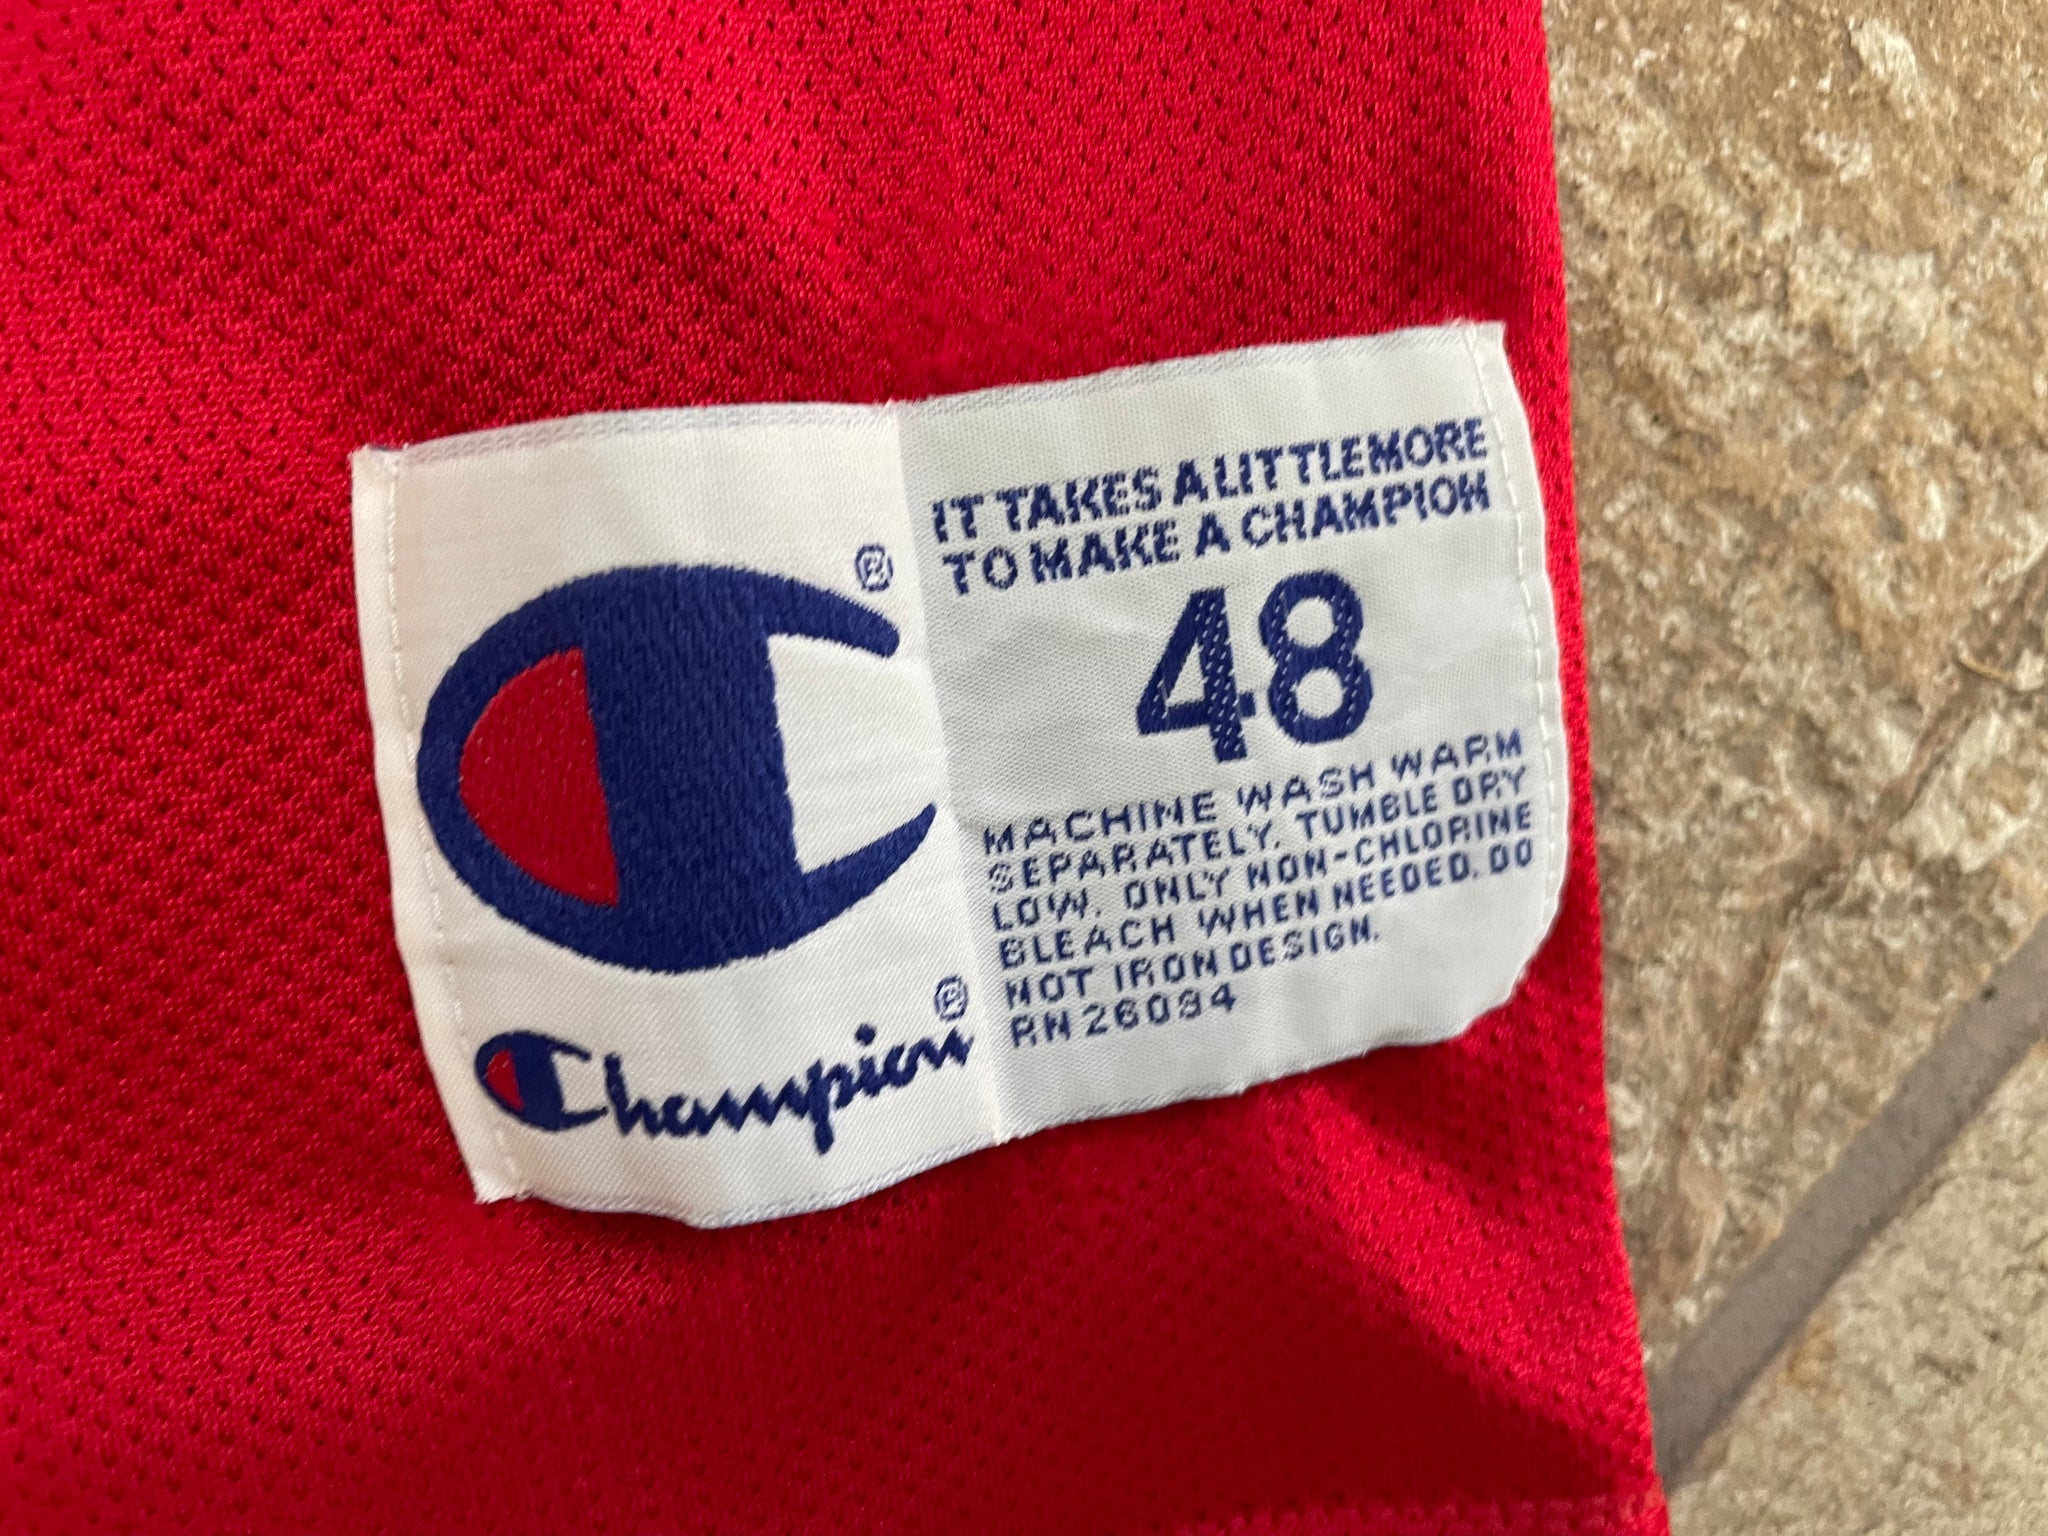 IT TAKES A LITTLE MORE
TO MAKE A CHAMPION
48
MACHINE WASH WARM
SEPARATELY. TUMBLE DRY
LOW. ONLY NON-CHLORINE
BLEACH WHEN NEEDED. DO
NOT IRON DESIGN.
RN 26094
®
Champion®